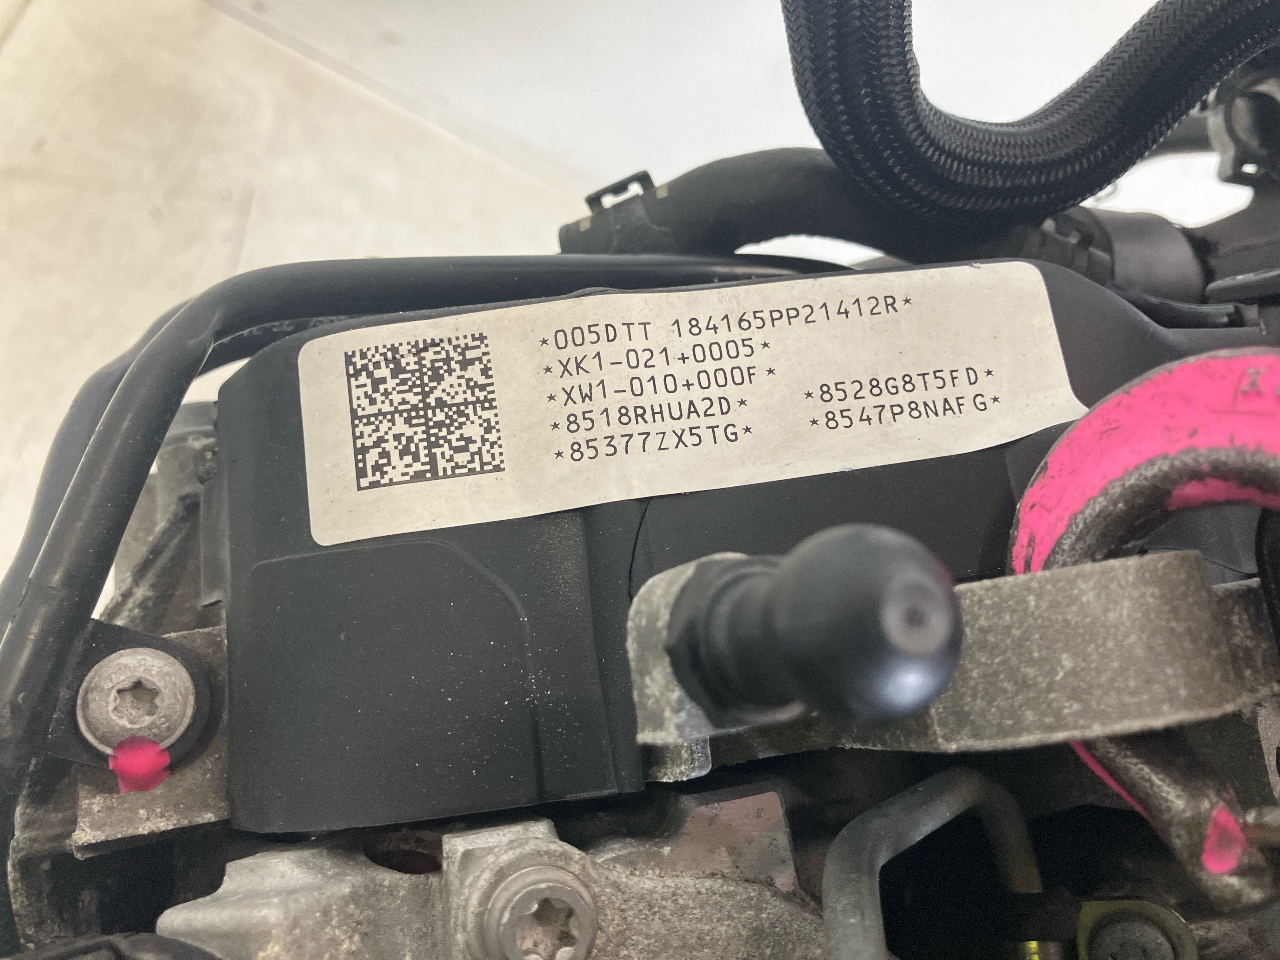 *005DTT 184165PP21412R*
*XK1-021+0005*
*XW1-010+000F*
*8518RHUA2D* *8528G8T5FD*
*85377ZX5TG* *8547P8NAFG*